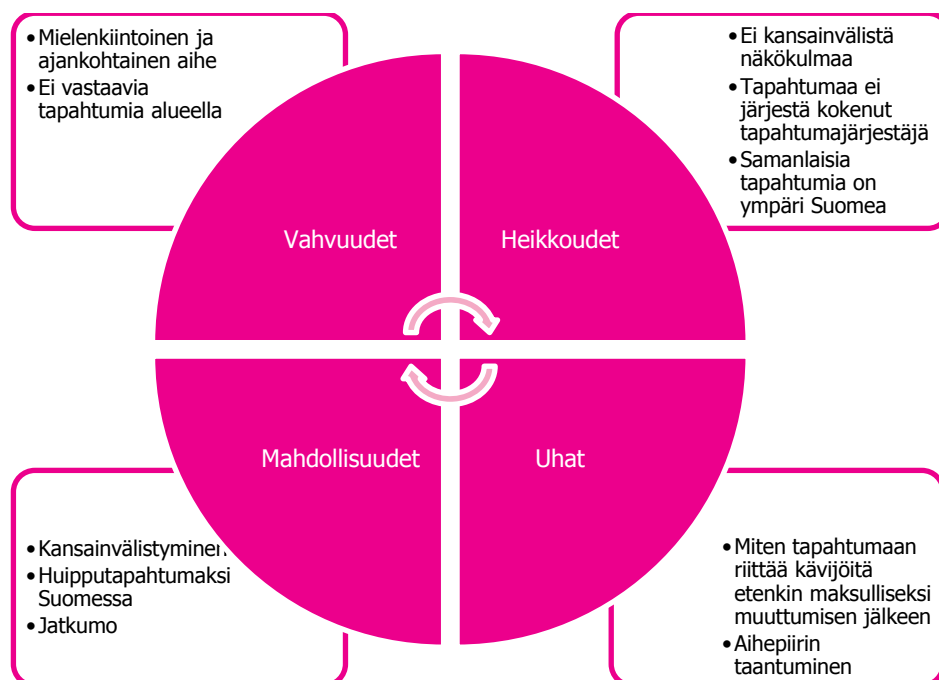 •Mielenkiintoinen ja
ajankohtainen aihe
•Ei vastaavia
tapahtumia alueella
•Ei kansainvälistä
näkökulmaa
•Tapahtumaa ei
järjestä kokenut
tapahtumajärjestäjä
•Samanlaisia
tapahtumia on
ympäri Suomea
Vahvuudet
Heikkoudet
Mahdollisuudet
Uhat
•Kansainvälistyminen
•Huipputapahtumaksi
Suomessa
•Jatkumo
•Miten tapahtumaan
riittää kävijöitä
etenkin maksulliseksi
muuttumisen jälkeen
•Aihepiirin
taantuminen